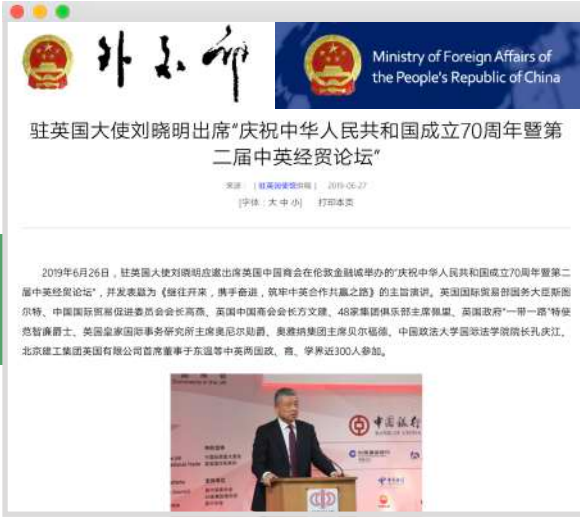 外交部
Ministry of Foreign Affairs of
the People's Republic of China
驻英国大使刘晓明出席“庆祝中华人民共和国成立70周年暨第
二届中英经贸论坛”
来源：［驻英国使馆供稿］ 2019-06-27
[字体：大 中 小] 打印本页
2019年6月26日，驻英国大使刘晓明应邀出席英国中国商会在伦敦金融城举办的“庆祝中华人民共和国成立70周年暨第二
届中英经贸论坛”，并发表题为《继往开来，携手奋进，筑牢中英合作共赢之路》的主旨演讲。英国国际贸易部国务大臣斯图
尔特、中国国际贸易促进委员会会长高燕、英国中国商会会长方文建、48家集团俱乐部主席佩里、英国政府“一带一路”特使
范智廉爵士、英国皇家国际事务研究所主席奥尼尔勋爵、奥雅纳集团主席贝尔福德、中国政法大学国际法学院院长孔庆江、
北京建工集团英国有限公司首席董事于东温等中英两国政、商、学界近300人参加。
中国银行
BANK OF CHINA